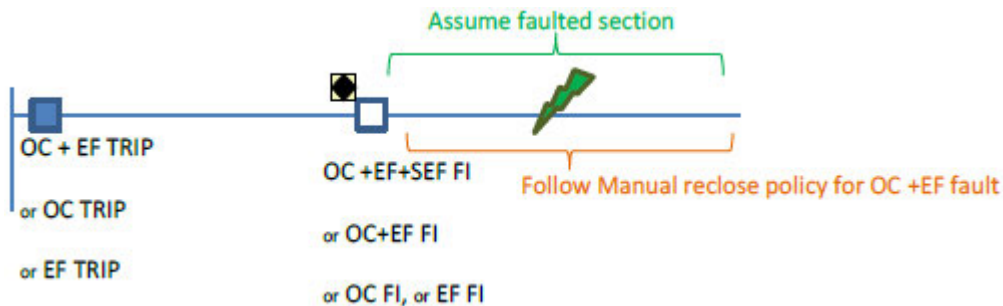 Assume faulted section
OC + EF TRIP
or OC TRIP
or EF TRIP
OC +EF+SEF FI
or OC+EF FI
or OC FI, or EF FI
Follow Manual reclose policy for OC +EF fault